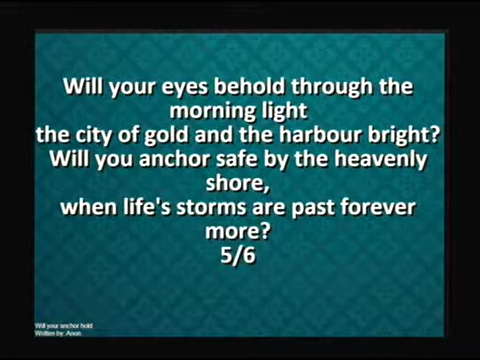 Will your eyes behold through the
morning light
the city of gold and the harbour bright?
Will you anchor safe by the heavenly
shore,
when life's storms are past forever
more?
5/6
Will your anchor hold
Written by: Anon